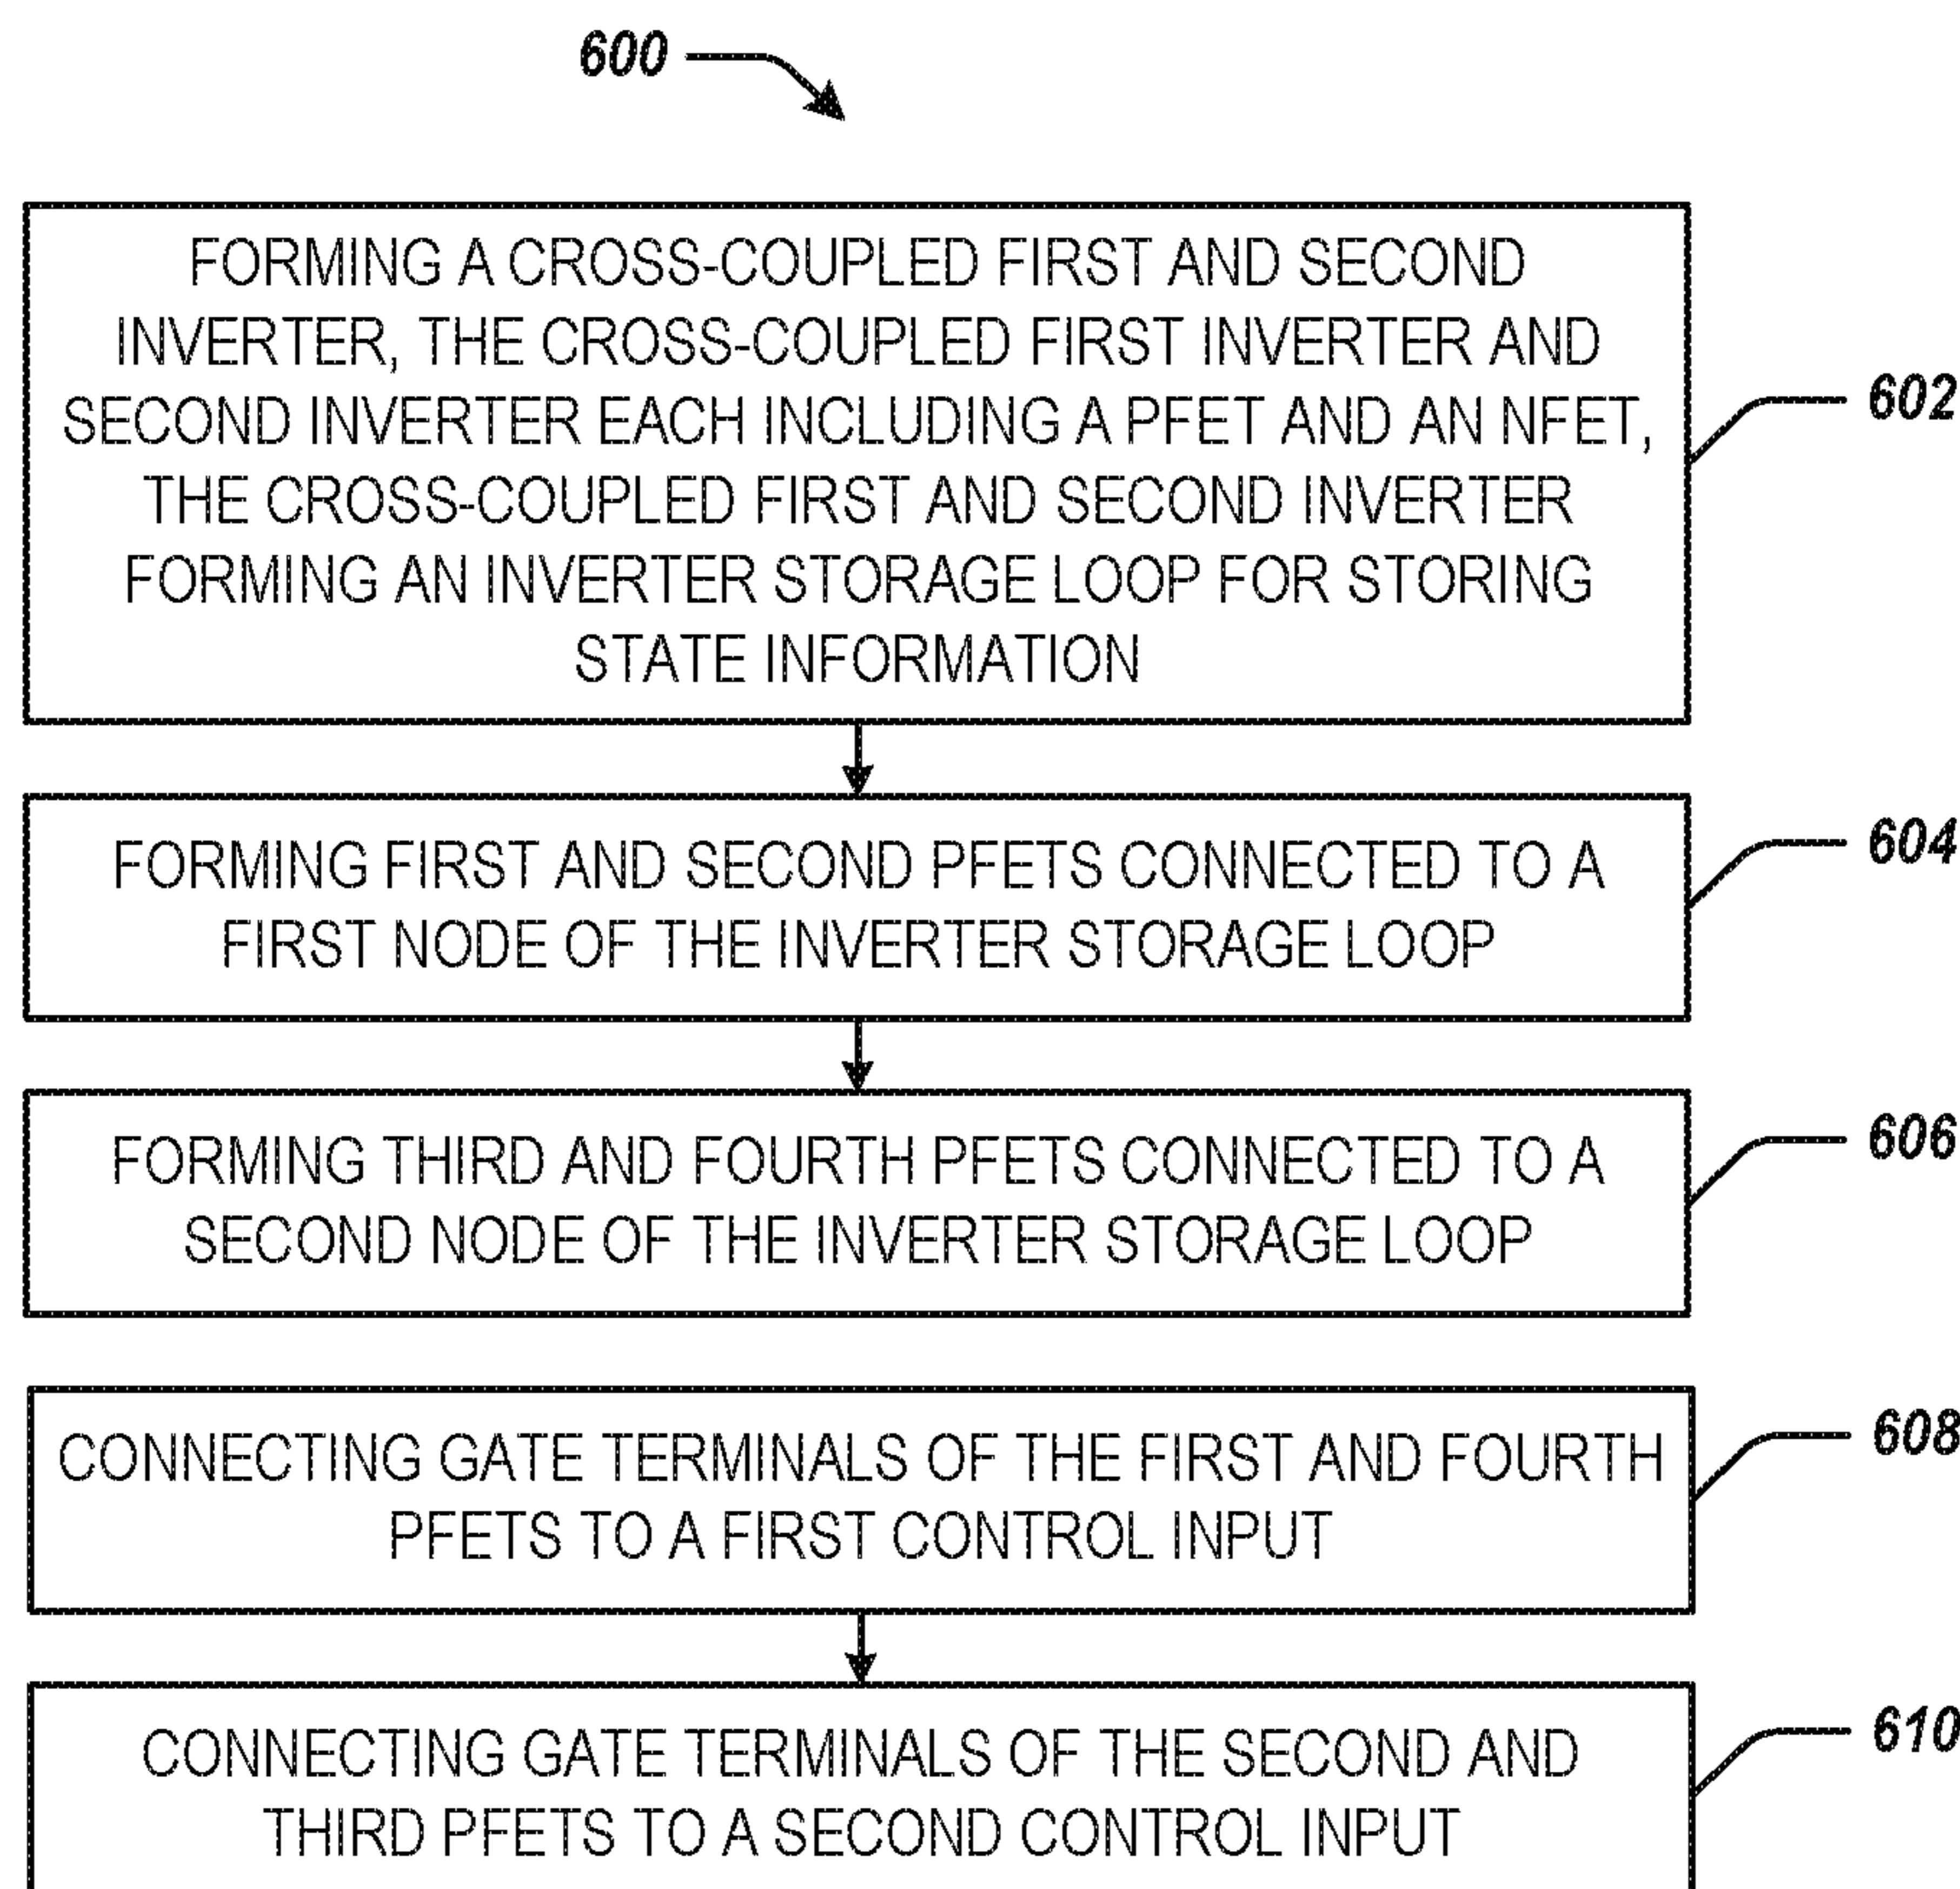 600
FORMING A CROSS-COUPLED FIRST AND SECOND
INVERTER, THE CROSS-COUPLED FIRST INVERTER AND
SECOND INVERTER EACH INCLUDING A PFET AND AN NFET,
THE CROSS-COUPLED FIRST AND SECOND INVERTER
FORMING AN INVERTER STORAGE LOOP FOR STORING
STATE INFORMATION
602
FORMING FIRST AND SECOND PFETS CONNECTED TO A
FIRST NODE OF THE INVERTER STORAGE LOOP
604
FORMING THIRD AND FOURTH PFETS CONNECTED TO A
SECOND NODE OF THE INVERTER STORAGE LOOP
606
CONNECTING GATE TERMINALS OF THE FIRST AND FOURTH
PFETS TO A FIRST CONTROL INPUT
608
CONNECTING GATE TERMINALS OF THE SECOND AND
THIRD PFETS TO A SECOND CONTROL INPUT
610